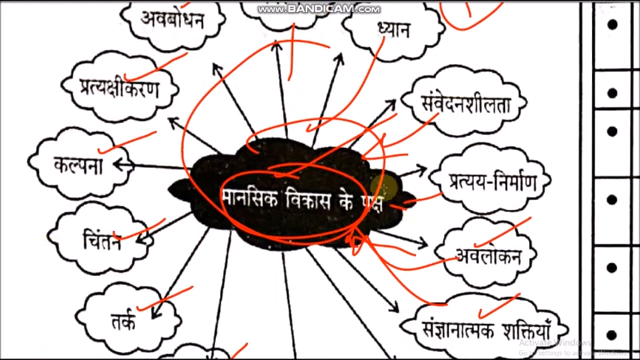 WWW.BANDICAM.COM
अवबोधन
ध्यान
प्रत्यक्षीकरण
संवेदनशीलता
कल्पना
प्रत्यय-निर्माण
मानसिक विकास के पक्ष
चिंतन
अवलोकन
तर्क
संज्ञानात्मक शक्तियाँ